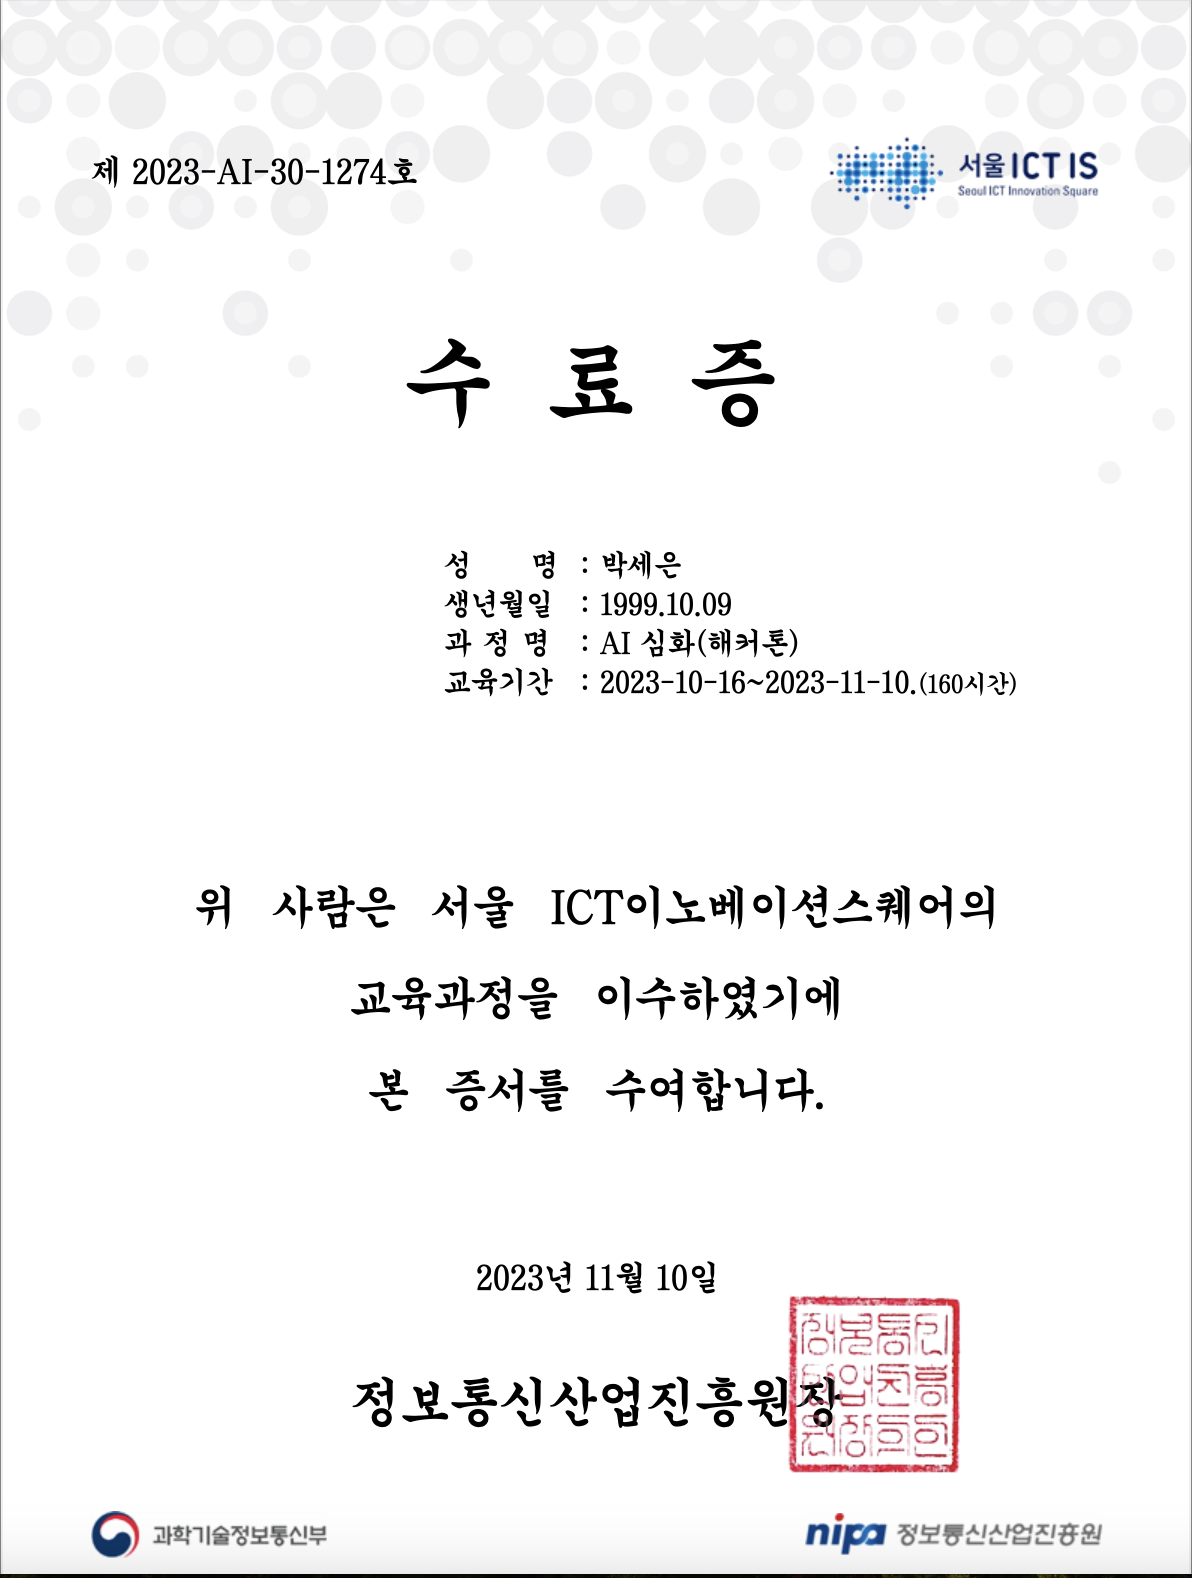 제 2023-AI-30-1274호
서울 ICT IS
Seoul ICT Innovation Square
수 료 증
성 명 : 박세은
생년월일 : 1999.10.09
과 정 명 : AI 심화(해커톤)
교육기간 : 2023-10-16~2023-11-10.(160시간)
위 사람은 서울 ICT이노베이션스퀘어의
교육과정을 이수하였기에
본 증서를 수여합니다.
2023년 11월 10일
정보통신산업진흥원장
과학기술정보통신부
nipa 정보통신산업진흥원